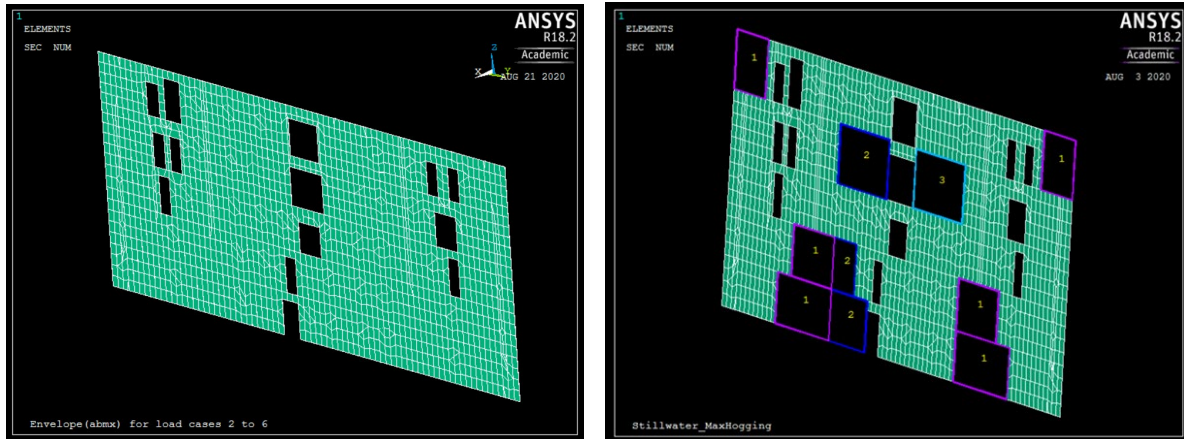 1
ELEMENTS
SEC NUM
ANSYS
R18.2
Academic
AUG 21 2020
Z
X
Y
Envelope(abmx) for load cases 2 to 6
1
ELEMENTS
SEC NUM
ANSYS
R18.2
Academic
AUG 3 2020
1
1
2
3
1
2
1
2
1
1
Stillwater_MaxHogging